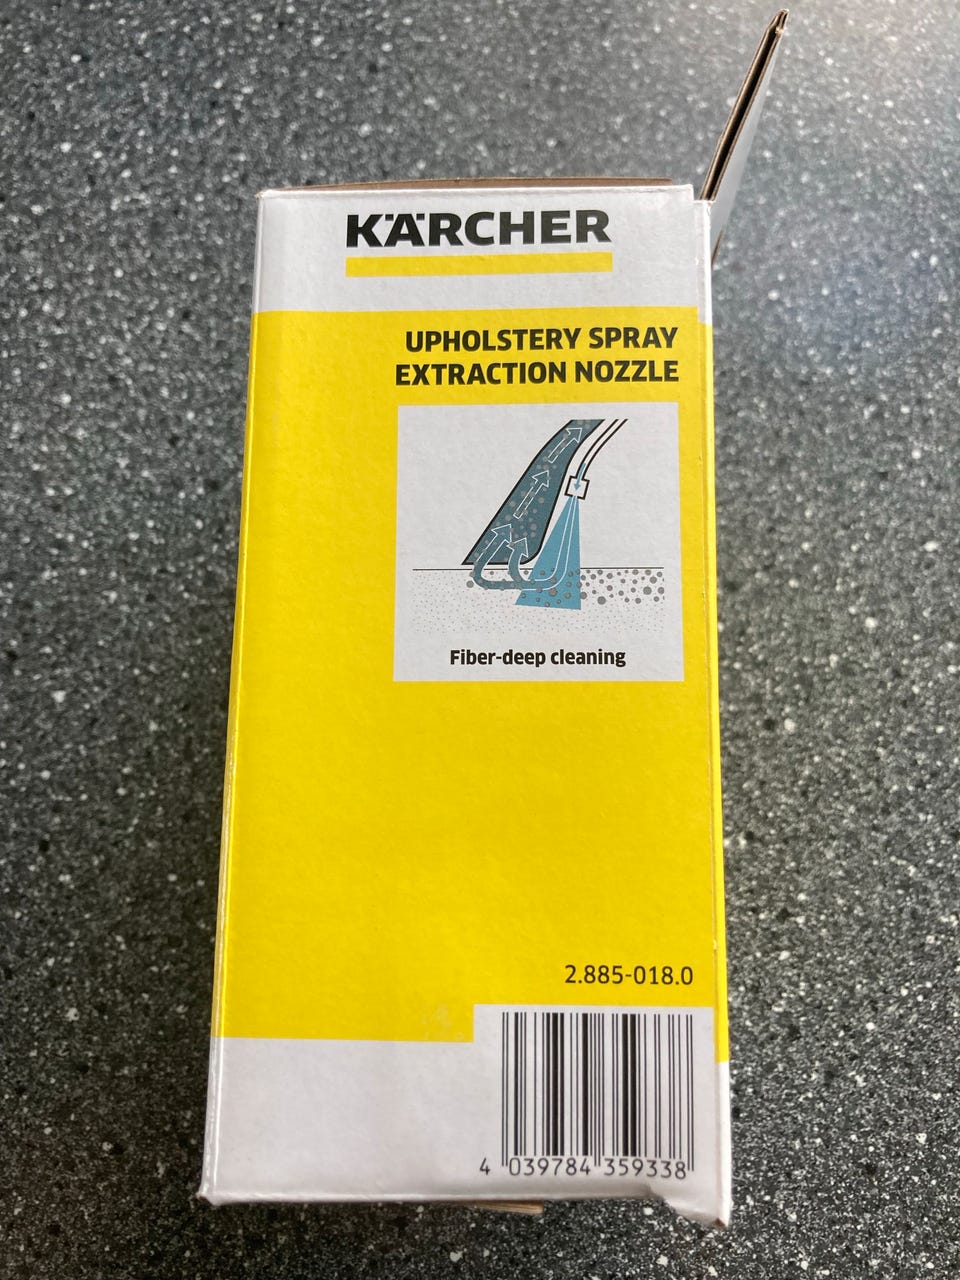 KÄRCHER
UPHOLSTERY SPRAY
EXTRACTION NOZZLE
Fiber-deep cleaning
2.885-018.0
4 039784 359338